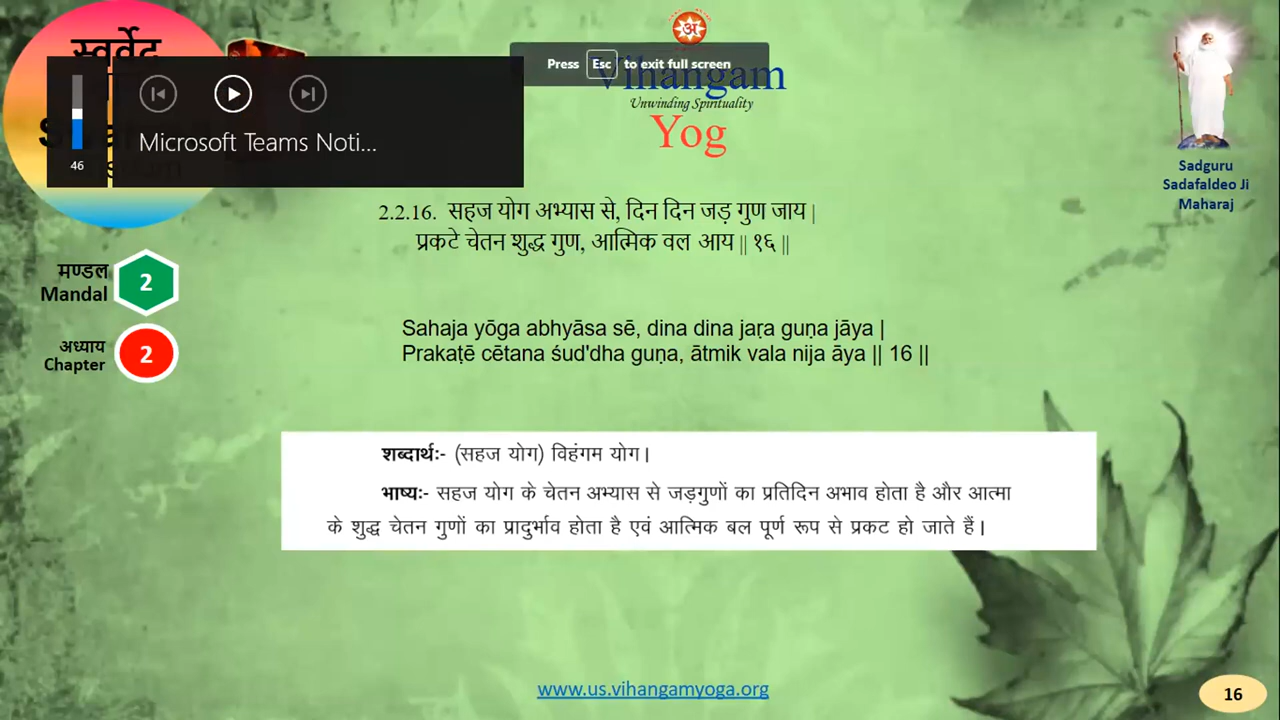 स्वर्वेद
Press Esc to exit full screen
Vihangam
Unwinding Spirituality
Yog
46
Microsoft Teams Noti...
Sadguru
Sadafaldeo Ji
Maharaj
2.2.16. सहज योग अभ्यास से, दिन दिन जड़ गुण जाय |
प्रकटे चेतन शुद्ध गुण, आत्मिक वल आय || १६ ||
मण्डल
Mandal
2
Sahaja yōga abhyāsa sē, dina dina jaṛa guṇa jāya |
Prakaṭē cētana śud'dha guṇa, ātmik vala nija āya || 16 ||
अध्याय
Chapter
2
शब्दार्थः- (सहज योग) विहंगम योग।
भाष्यः- सहज योग के चेतन अभ्यास से जड़गुणों का प्रतिदिन अभाव होता है और आत्मा
के शुद्ध चेतन गुणों का प्रादुर्भाव होता है एवं आत्मिक बल पूर्ण रूप से प्रकट हो जाते हैं।
www.us.vihangamyoga.org
16